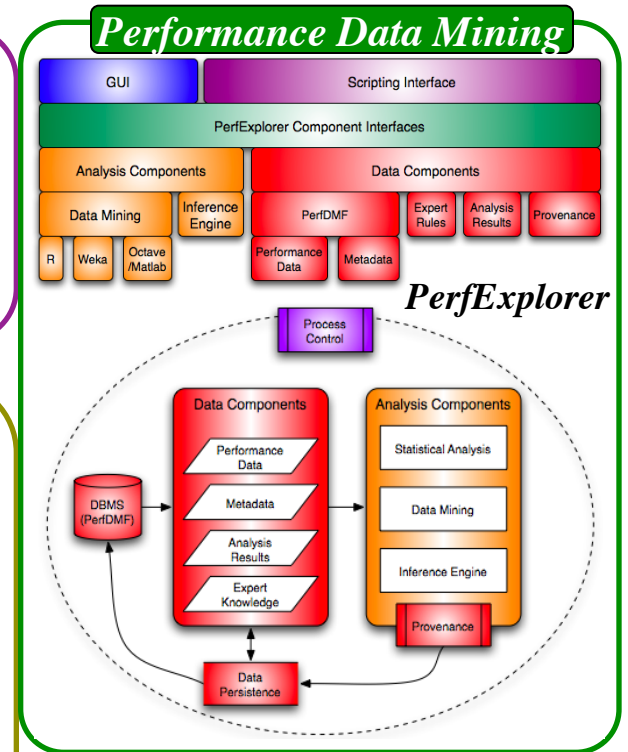 Performance Data Mining
GUI
Scripting Interface
PerfExplorer Component Interfaces
Analysis Components
Data Components
Data Mining
Inference
Engine
PerfDMF
Expert
Rules
Analysis
Results
Provenance
R
Weka
Octave
/Matlab
Performance
Data
Metadata
PerfExplorer
Process
Control
Data Components
Analysis Components
Performance
Data
Statistical Analysis
DBMS
(PerfDMF)
Metadata
Data Mining
Analysis
Results
Inference Engine
Expert
Knowledge
Provenance
Data
Persistence